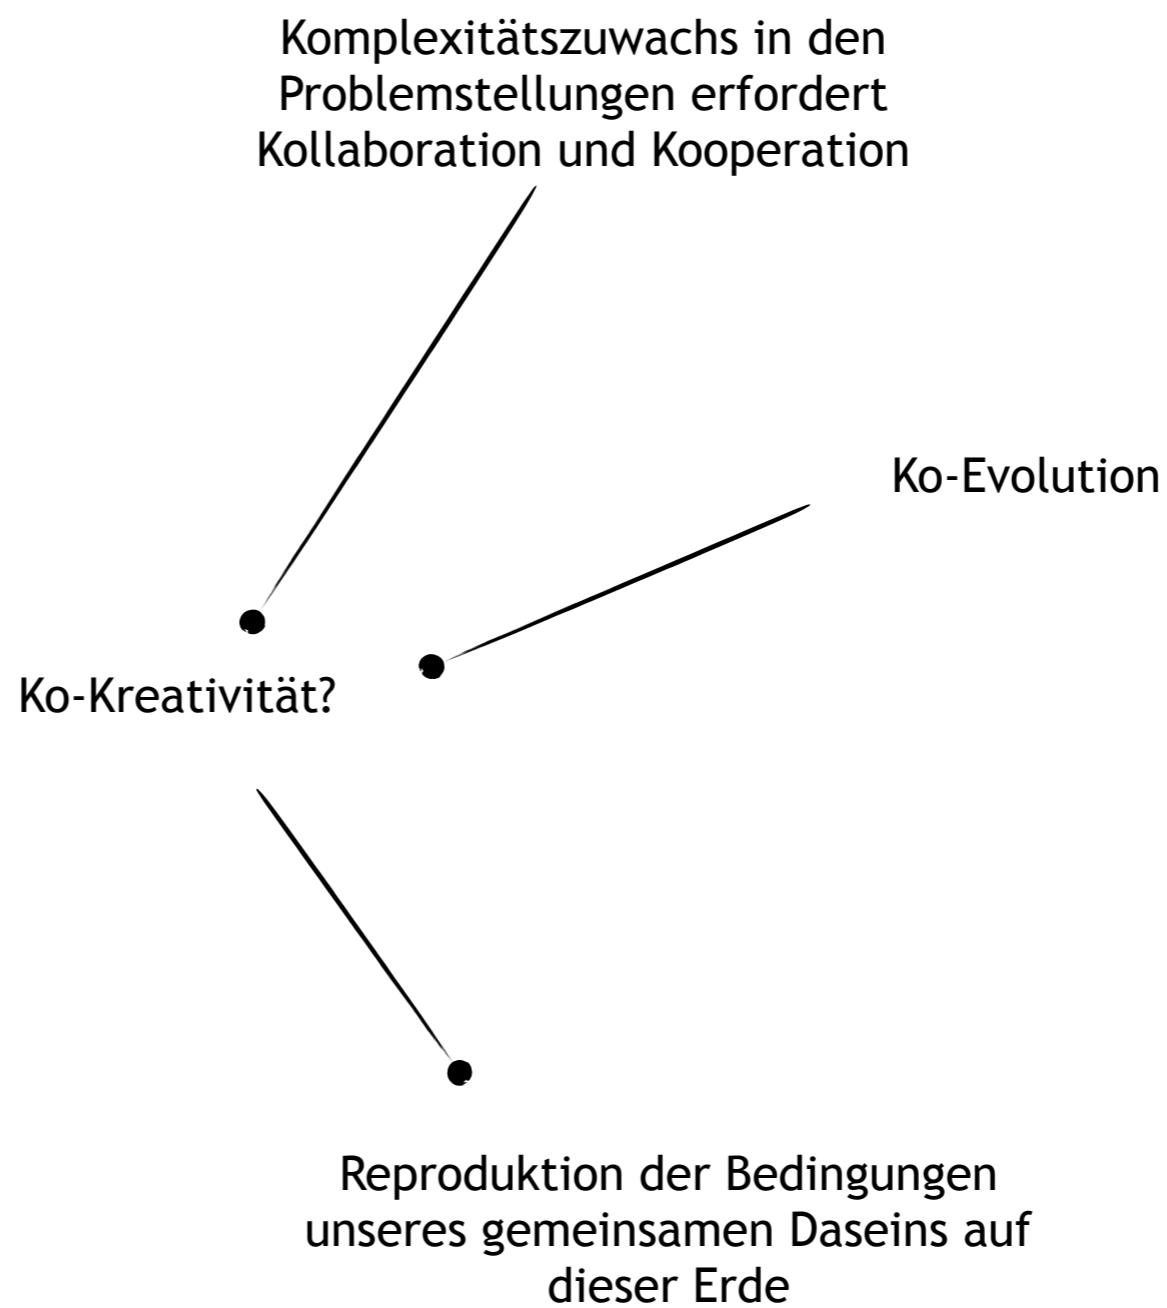 Komplexitätszuwachs in den
Problemstellungen erfordert
Kollaboration und Kooperation
Ko-Evolution
Ko-Kreativität?
Reproduktion der Bedingungen
unseres gemeinsamen Daseins auf
dieser Erde